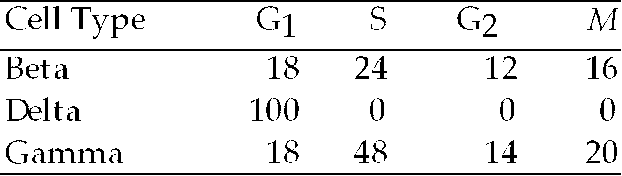 Cell Type G1 S G2 M
Beta 18 24 12 16
Delta 100 0 0 0
Gamma 18 48 14 20